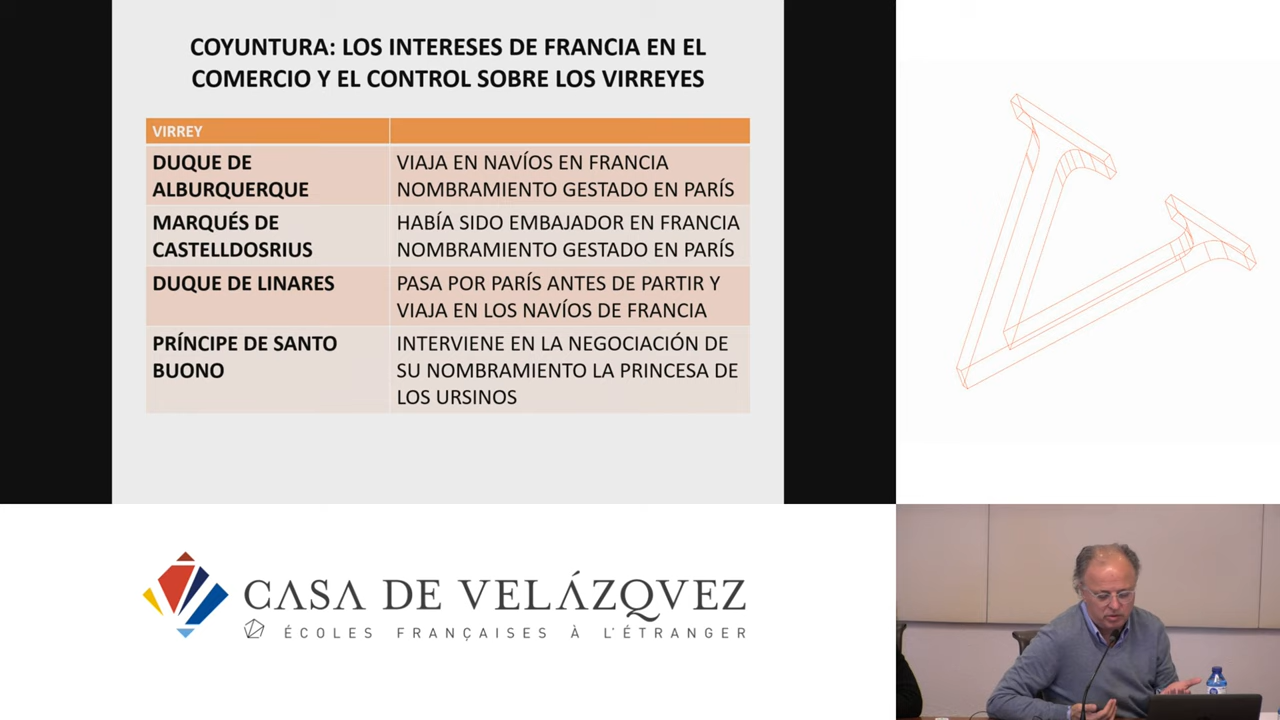 COYUNTURA: LOS INTERESES DE FRANCIA EN EL
COMERCIO Y EL CONTROL SOBRE LOS VIRREYES
VIRREY
DUQUE DE
ALBURQUERQUE
VIAJA EN NAVÍOS EN FRANCIA
NOMBRAMIENTO GESTADO EN PARÍS
MARQUÉS DE
CASTELLDOSRIUS
HABÍA SIDO EMBAJADOR EN FRANCIA
NOMBRAMIENTO GESTADO EN PARÍS
DUQUE DE LINARES
PASA POR PARÍS ANTES DE PARTIR Y
VIAJA EN LOS NAVÍOS DE FRANCIA
PRÍNCIPE DE SANTO
BUONO
INTERVIENE EN LA NEGOCIACIÓN DE
SU NOMBRAMIENTO LA PRINCESA DE
LOS URSINOS
CASA DE VELÁZQVEZ
ÉCOLES FRANÇAISES À L'ÉTRANGER